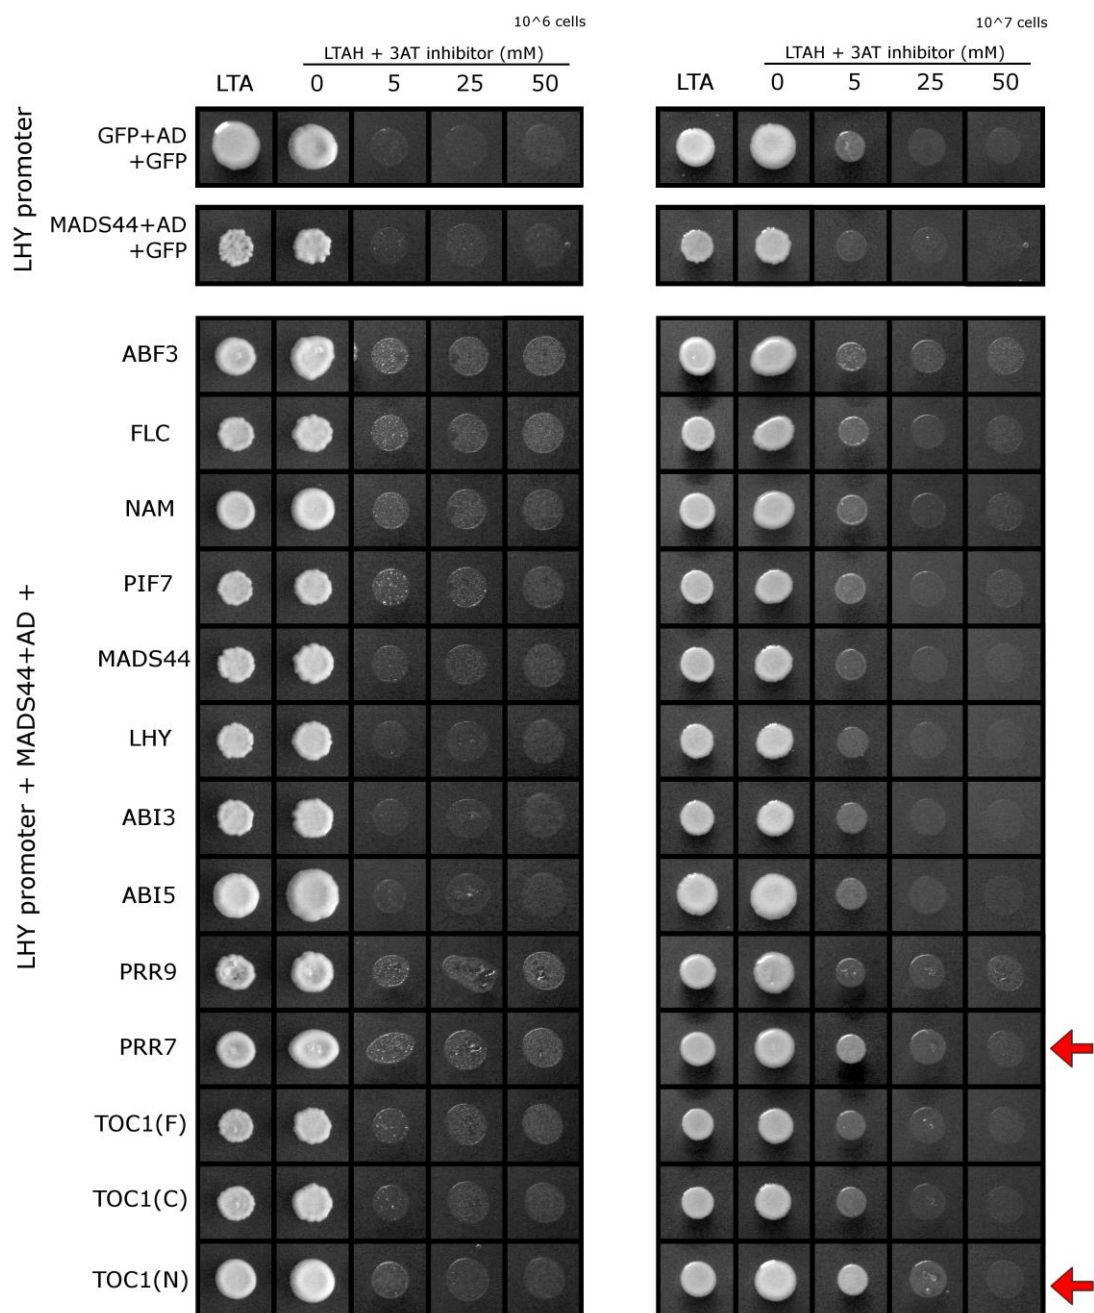 10^6 cells
10^7 cells
LTAH + 3AT inhibitor (mM)
LTAH + 3AT inhibitor (mM)
LTA 0 5 25 50
LTA 0 5 25 50
LHY promoter
GFP+AD
+GFP
MADS44+AD
+GFP
LHY promoter + MADS44+AD +
ABF3
FLC
NAM
PIF7
MADS44
LHY
ABI3
ABI5
PRR9
PRR7
TOC1(F)
TOC1(C)
TOC1(N)